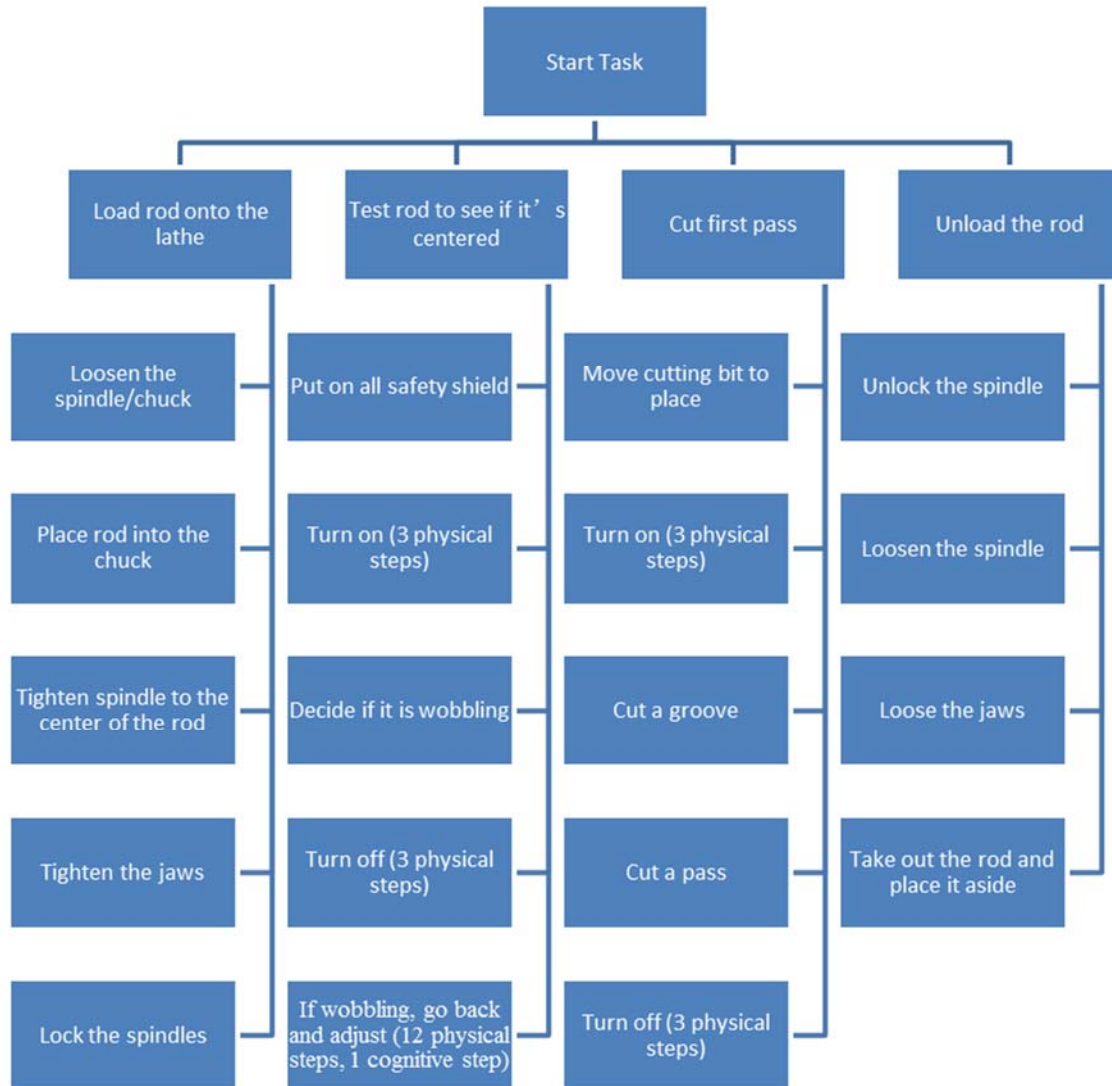 Start Task
Load rod onto the
lathe
Test rod to see if it’s
centered
Cut first pass
Unload the rod
Loosen the
spindle/chuck
Put on all safety shield
Move cutting bit to
place
Unlock the spindle
Place rod into the
chuck
Turn on (3 physical
steps)
Turn on (3 physical
steps)
Loosen the spindle
Tighten spindle to the
center of the rod
Decide if it is wobbling
Cut a groove
Loose the jaws
Tighten the jaws
Turn off (3 physical
steps)
Cut a pass
Take out the rod and
place it aside
Lock the spindles
If wobbling, go back
and adjust (12 physical
steps, 1 cognitive step)
Turn off (3 physical
steps)